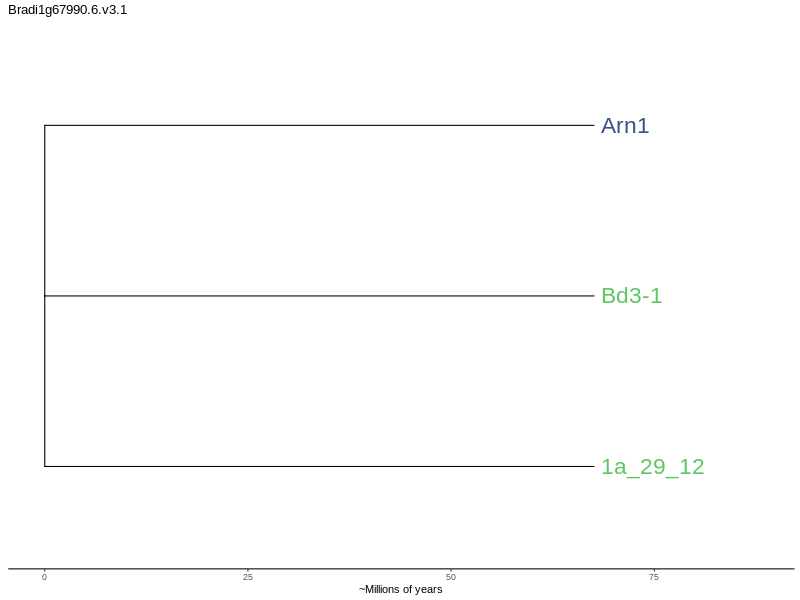 Bradi1g67990.6.v3.1
Arn1
Bd3-1
1a_29_12
0 25 50 75
~Millions of years